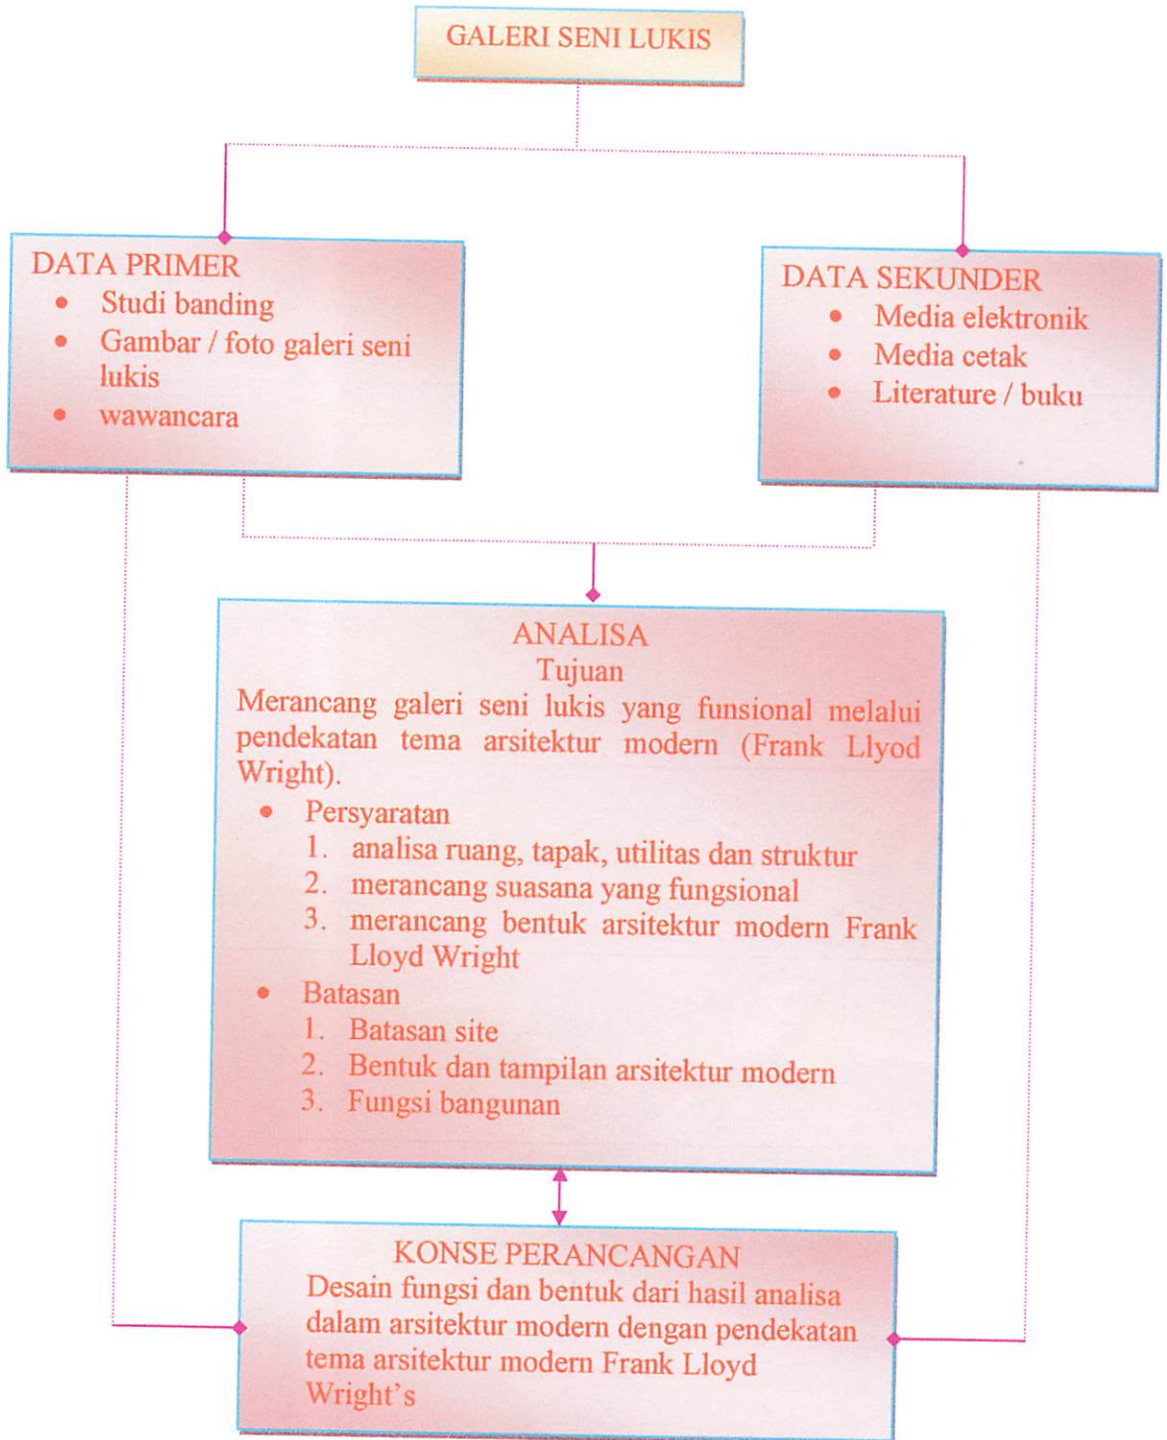 GALERI SENI LUKIS
DATA PRIMER
• Studi banding
• Gambar / foto galeri seni
lukis
• wawancara
DATA SEKUNDER
• Media elektronik
• Media cetak
• Literature / buku
ANALISA
Tujuan
Merancang galeri seni lukis yang funsional melalui
pendekatan tema arsitektur modern (Frank Llyod
Wright).
• Persyaratan
1. analisa ruang, tapak, utilitas dan struktur
2. merancang suasana yang fungsional
3. merancang bentuk arsitektur modern Frank
Lloyd Wright
• Batasan
1. Batasan site
2. Bentuk dan tampilan arsitektur modern
3. Fungsi bangunan
KONSE PERANCANGAN
Desain fungsi dan bentuk dari hasil analisa
dalam arsitektur modern dengan pendekatan
tema arsitektur modern Frank Lloyd
Wright's